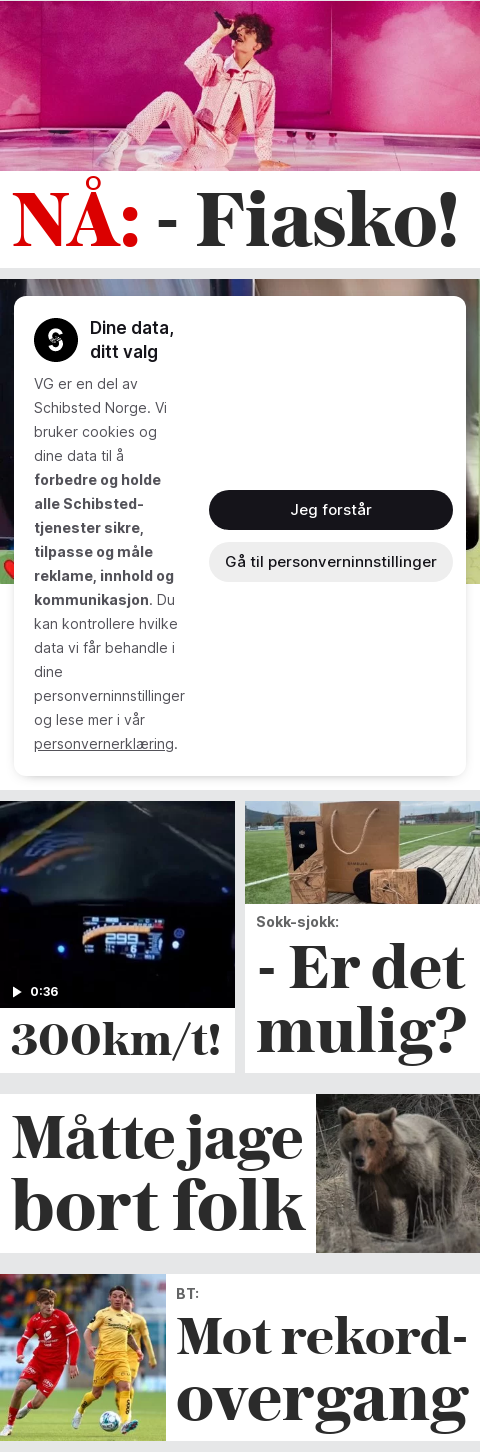 NÅ: - Fiasko!
Dine data,
ditt valg
VG er en del av
Schibsted Norge. Vi
bruker cookies og
dine data til å
forbedre og holde
alle Schibsted-
tjenester sikre,
tilpasse og måle
reklame, innhold og
kommunikasjon. Du
kan kontrollere hvilke
data vi får behandle i
dine
personverninnstillinger
og lese mer i vår
personvernerklæring.
Jeg forstår
Gå til personverninnstillinger
299
0:36
300km/t!
Sokk-sjokk:
- Er det
mulig?
Måtte jage
bort folk
BT:
Mot rekord-
overgang